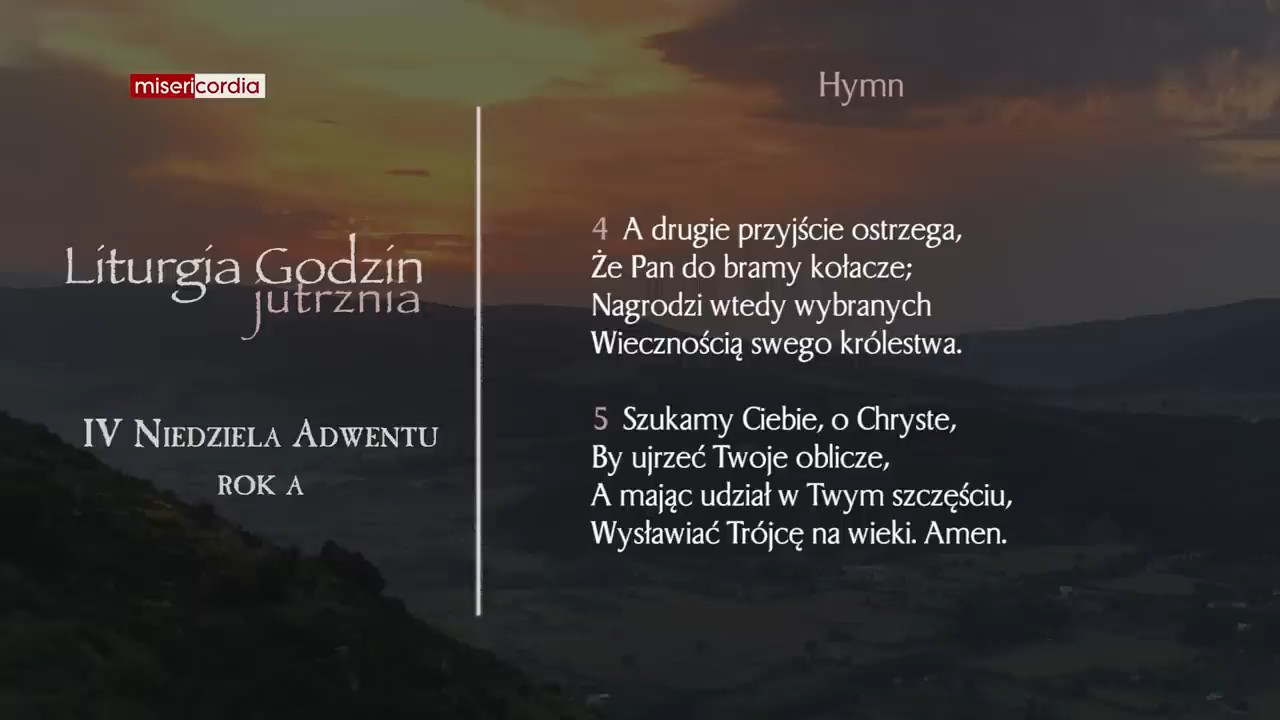 misericordia
Liturgia Godzin
jutrznia
IV Niedziela Adwentu
rok A
Hymn
4 A drugie przyjście ostrzega,
Że Pan do bramy kołacze;
Nagrodzi wtedy wybranych
Wiecznością swego królestwa.
5 Szukamy Ciebie, o Chryste,
By ujrzeć Twoje oblicze,
A mając udział w Twym szczęściu,
Wysławiać Trójcę na wieki. Amen.